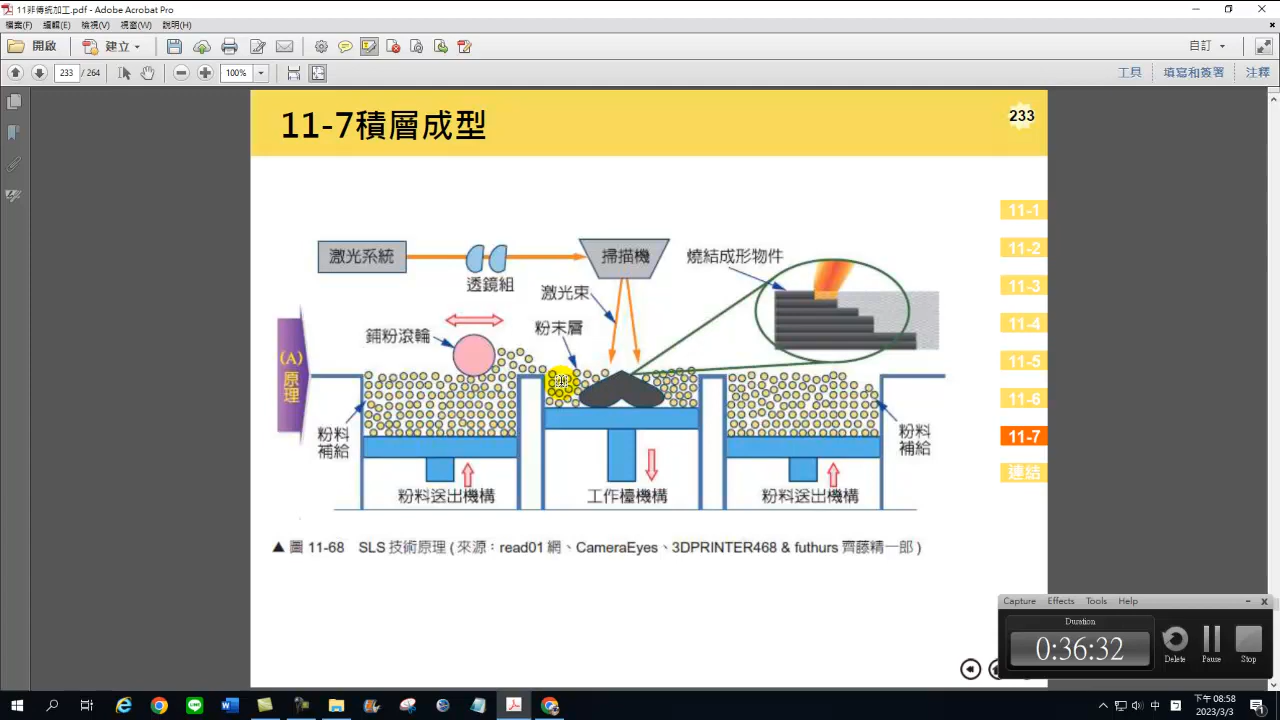 11非傳統加工.pdf - Adobe Acrobat Pro
檔案(F) 編輯(E) 檢視(V) 視窗(W) 說明(H)
開啟 建立 自訂
233 / 264 100% 工具 填寫和簽署 注釋
11-7積層成型
233
11-1
11-2
11-3
11-4
11-5
11-6
11-7
連結
激光系統
透鏡組
掃描機
燒結成形物件
激光束
粉末層
鋪粉滾輪
(A)
原理
粉料
補給
粉料
補給
粉料送出機構
工作檯機構
粉料送出機構
▲ 圖 11-68 SLS 技術原理 ( 來源：read01 網、CameraEyes、3DPRINTER468 & futhurs 齊藤精一郎 )
Capture Effects Tools Help
Duration
0:36:32
Delete Pause Stop
中
下午 08:58
2023/3/3